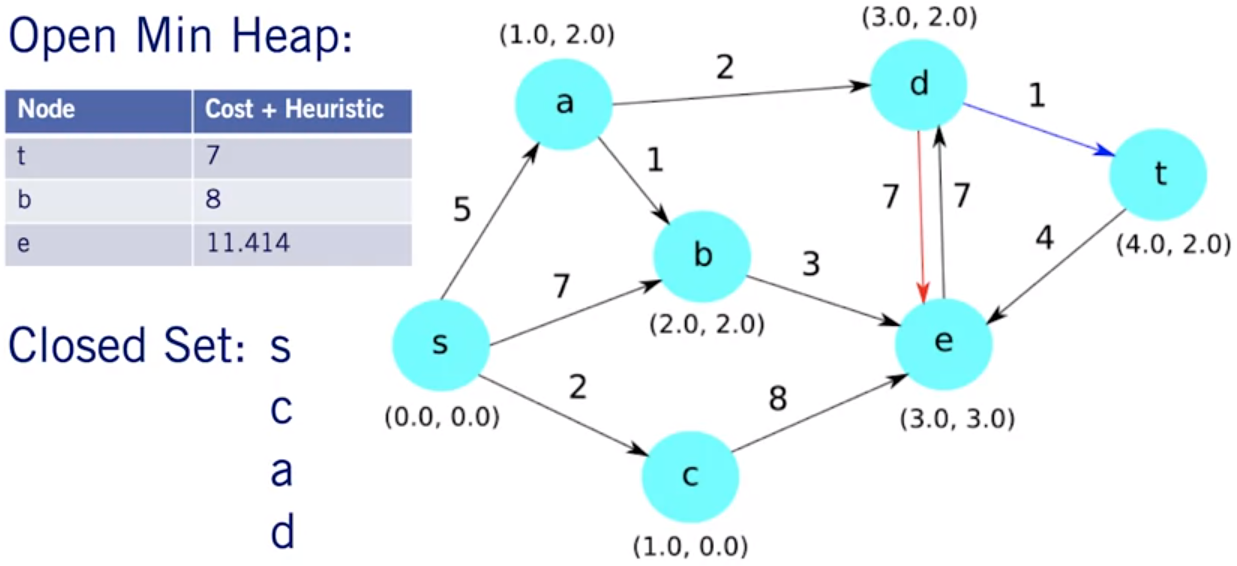 Open Min Heap:
Node Cost + Heuristic
t 7
b 8
e 11.414
Closed Set: s
c
a
d
(1.0, 2.0)
a
(3.0, 2.0)
d
2
1
1
t
(4.0, 2.0)
5
7
7
4
b
(2.0, 2.0)
7
3
s
(0.0, 0.0)
e
(3.0, 3.0)
2
8
c
(1.0, 0.0)